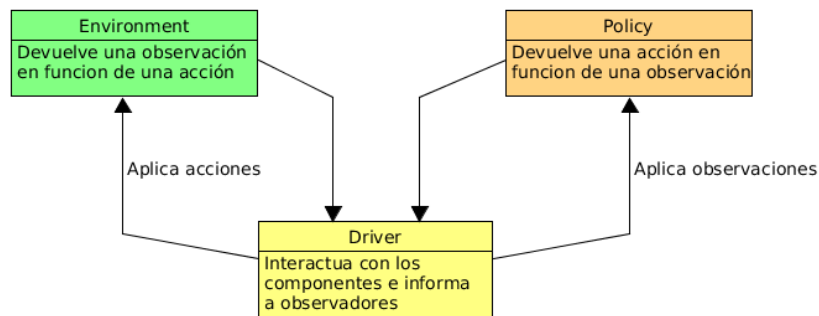 Environment
Devuelve una observación
en funcion de una acción
Policy
Devuelve una acción en
funcion de una observación
Aplica acciones
Aplica observaciones
Driver
Interactua con los
componentes e informa
a observadores